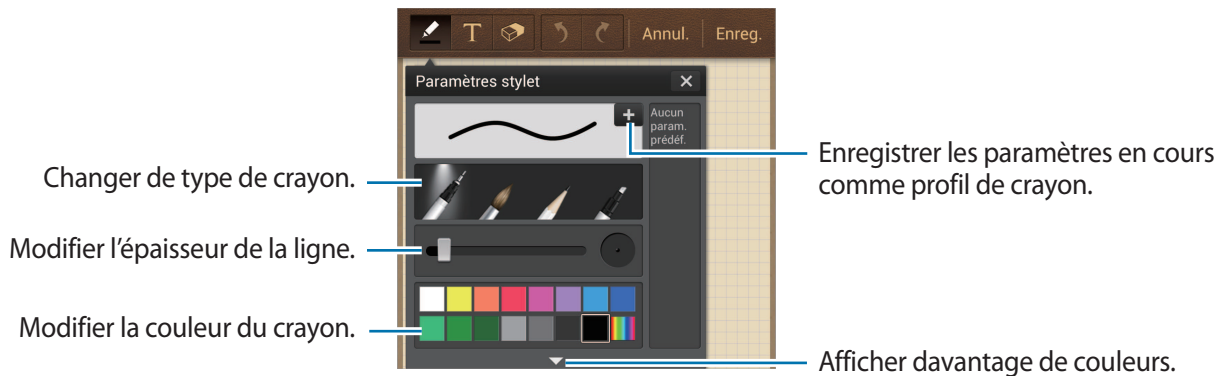 T
Annul.
Enreg.
Paramètres stylet
Aucun
param.
prédéf.
Changer de type de crayon.
Modifier l'épaisseur de la ligne.
Modifier la couleur du crayon.
Enregistrer les paramètres en cours
comme profil de crayon.
Afficher davantage de couleurs.